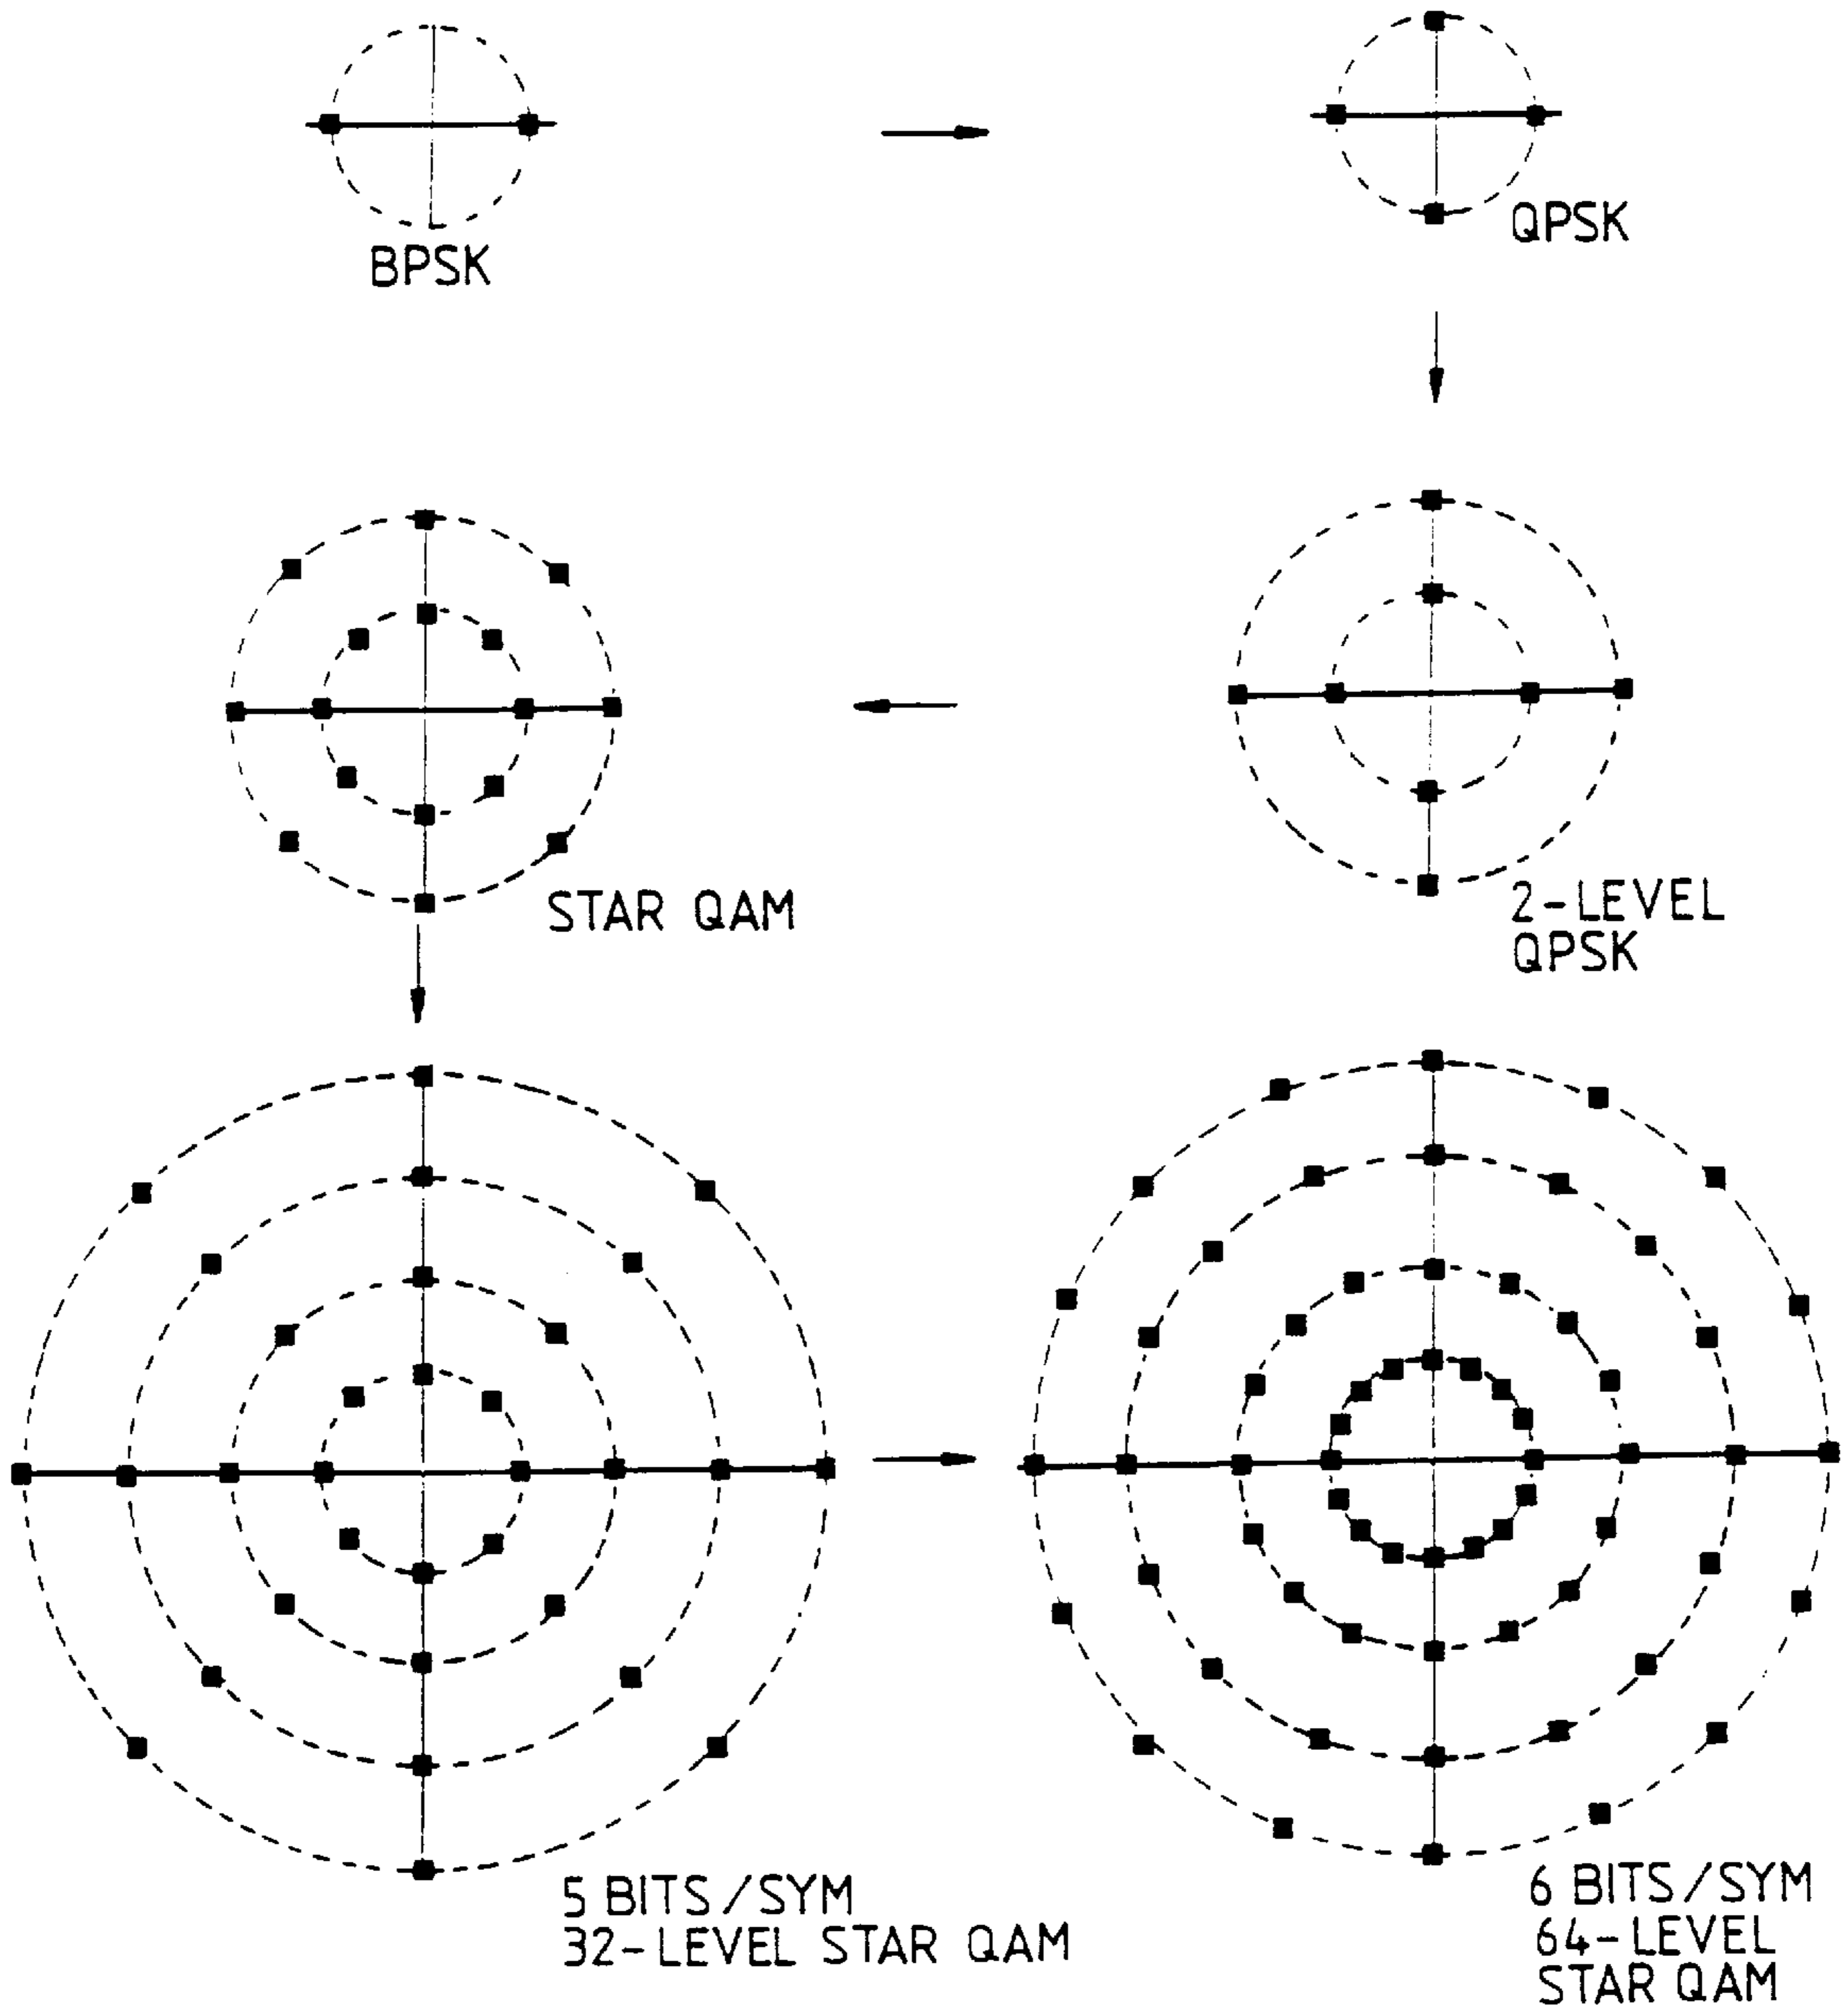 BPSK
QPSK
STAR QAM
2-LEVEL
QPSK
5 BITS/SYM
32-LEVEL STAR QAM
6 BITS/SYM
64-LEVEL
STAR QAM